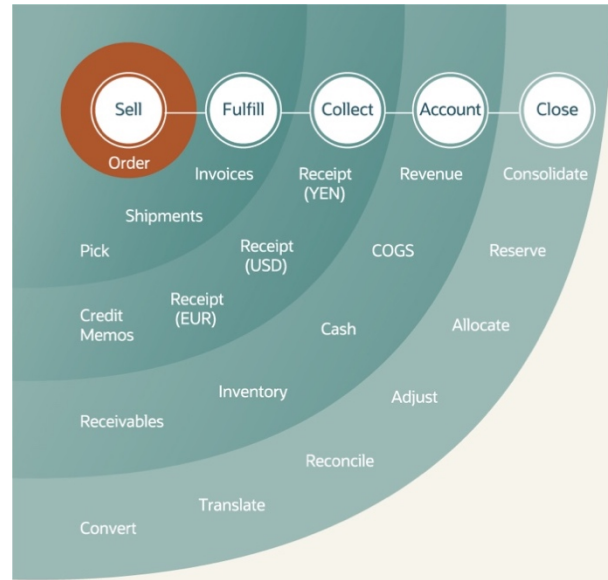 Sell
Fulfill
Collect
Account
Close
Order
Invoices
Receipt
(YEN)
Revenue
Consolidate
Shipments
Pick
Receipt
(USD)
COGS
Reserve
Credit
Memos
Receipt
(EUR)
Cash
Allocate
Receivables
Inventory
Adjust
Reconcile
Translate
Convert